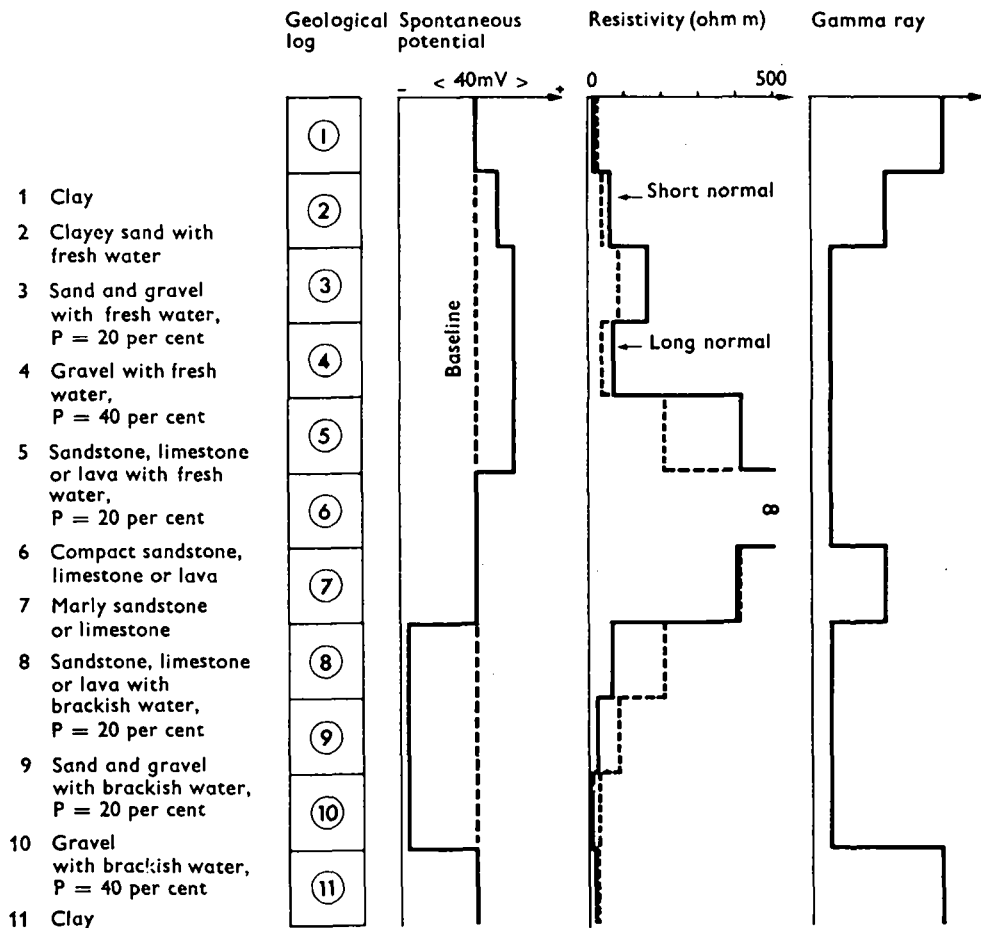 Geological log
Spontaneous potential
Resistivity (ohm m)
Gamma ray
− < 40mV > +
0 500
1 Clay
2 Clayey sand with
fresh water
3 Sand and gravel
with fresh water,
P = 20 per cent
4 Gravel with fresh
water,
P = 40 per cent
5 Sandstone, limestone
or lava with fresh
water,
P = 20 per cent
6 Compact sandstone,
limestone or lava
7 Marly sandstone
or limestone
8 Sandstone, limestone
or lava with
brackish water,
P = 20 per cent
9 Sand and gravel
with brackish water,
P = 20 per cent
10 Gravel
with brackish water,
P = 40 per cent
11 Clay
1
2
3
4
5
6
7
8
9
10
11
Baseline
Short normal
Long normal
∞